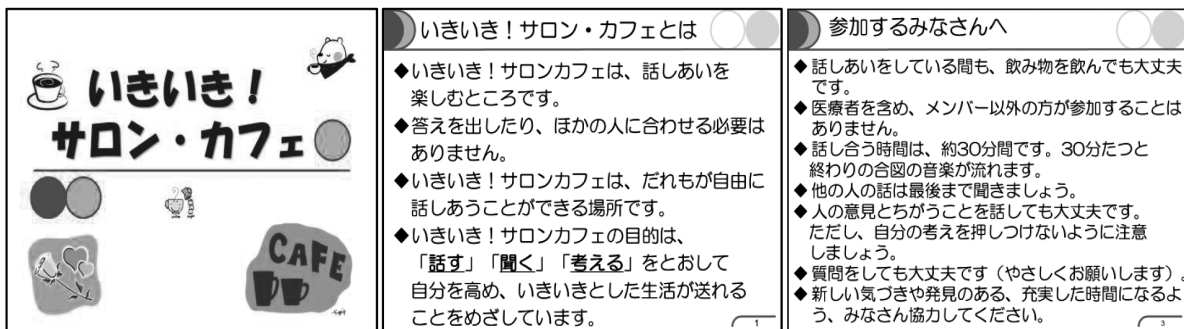 いきいき！
サロン・カフェ
CAFE
いきいき！サロン・カフェとは
◆いきいき！サロンカフェは、話しあいを
楽しむところです。
◆答えを出したり、ほかの人に合わせる必要は
ありません。
◆いきいき！サロンカフェは、だれもが自由に
話しあうことができる場所です。
◆いきいき！サロンカフェの目的は、
「話す」「聞く」「考える」をとおして
自分を高め、いきいきとした生活が送れる
ことをめざしています。
1
参加するみなさんへ
◆話しあいをしている間も、飲み物を飲んでも大丈夫
です。
◆医療者を含め、メンバー以外の方が参加することは
ありません。
◆話し合う時間は、約30分間です。30分たつと
終わりの合図の音楽が流れます。
◆他の人の話は最後まで聞きましょう。
◆人の意見とちがうことを話しても大丈夫です。
ただし、自分の考えを押しつけないように注意
しましょう。
◆質問をしても大丈夫です（やさしくお願いします）。
◆新しい気づきや発見のある、充実した時間になるよ
う、みなさん協力してください。
3